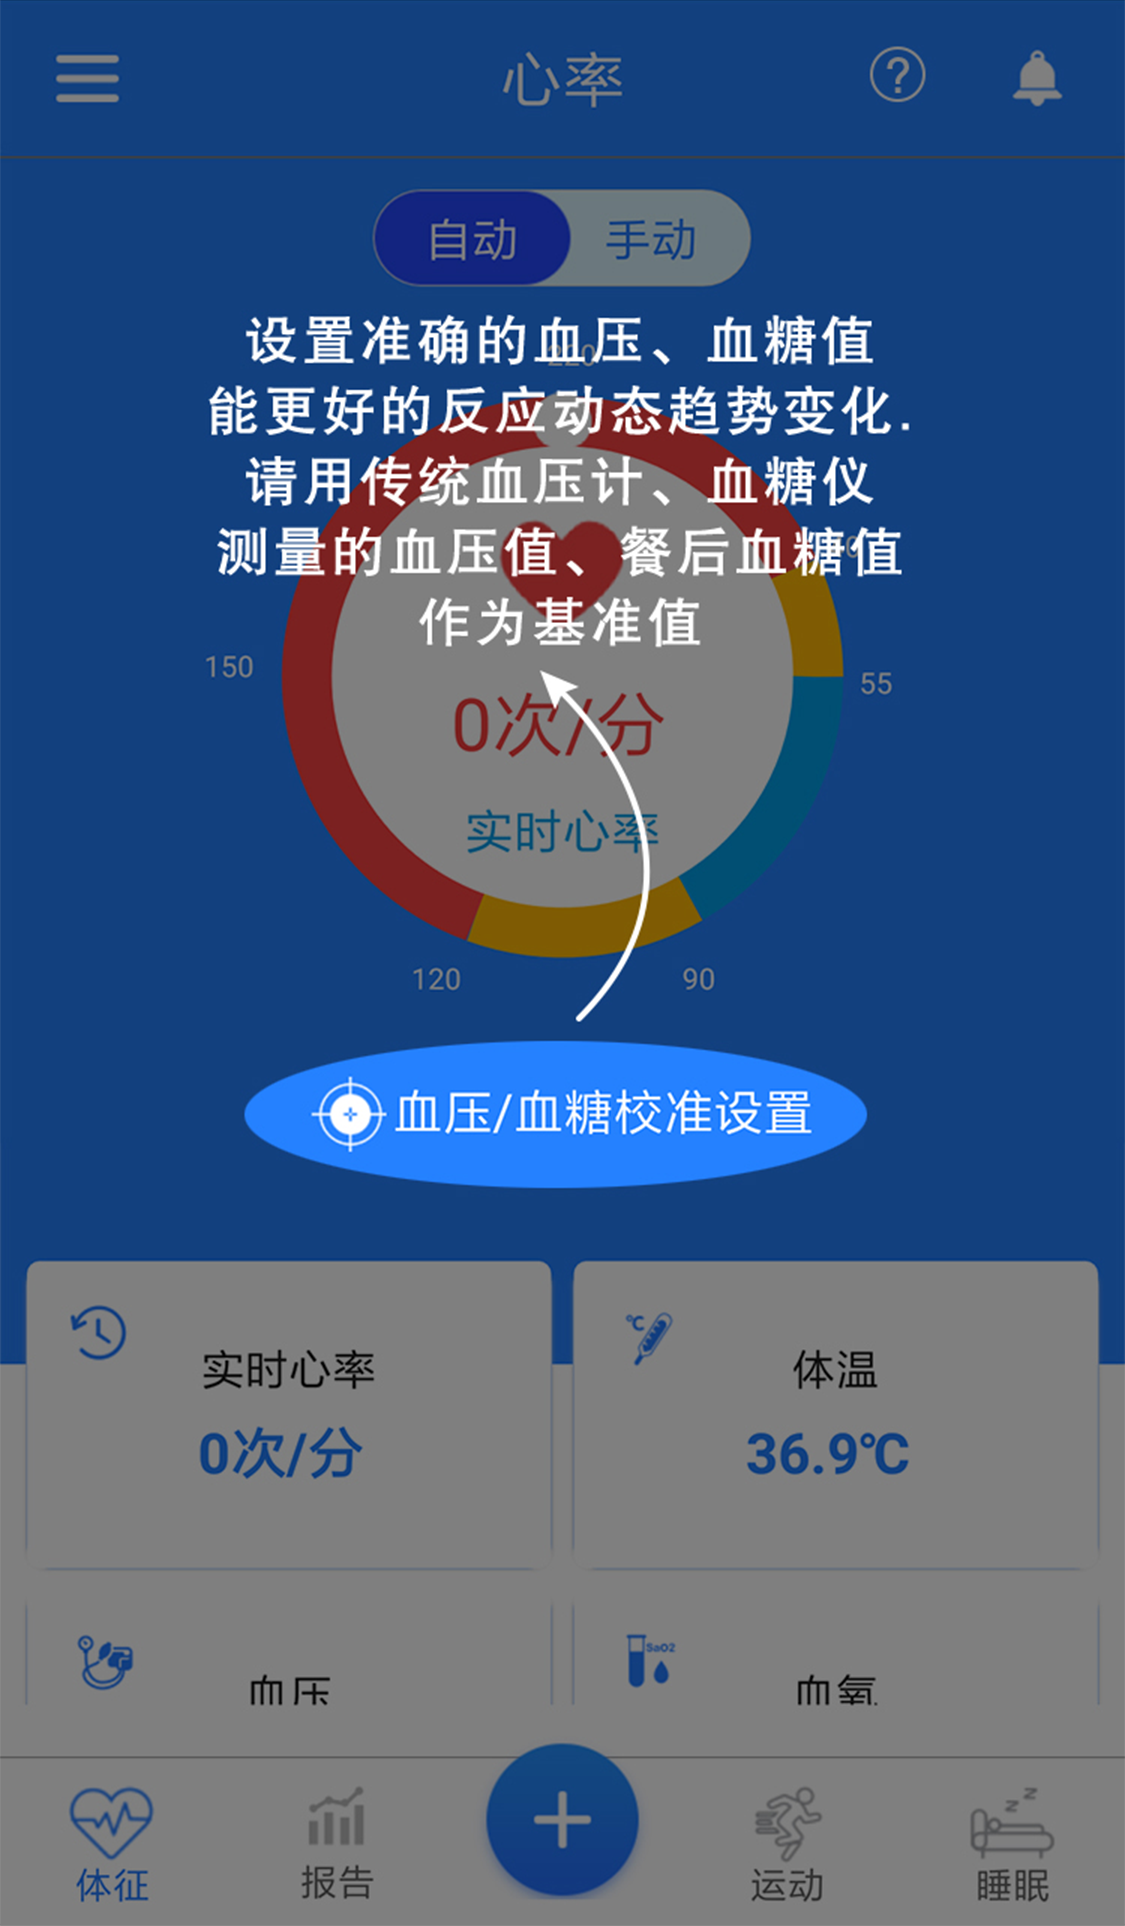 心率
自动
手动
220
设置准确的血压、血糖值
能更好的反应动态趋势变化.
请用传统血压计、血糖仪
测量的血压值、餐后血糖值
作为基准值
150
55
0次/分
实时心率
120
90
血压/血糖校准设置
实时心率
0次/分
℃
体温
36.9℃
血压
SaO2
血氧
体征
报告
运动
z z
睡眠